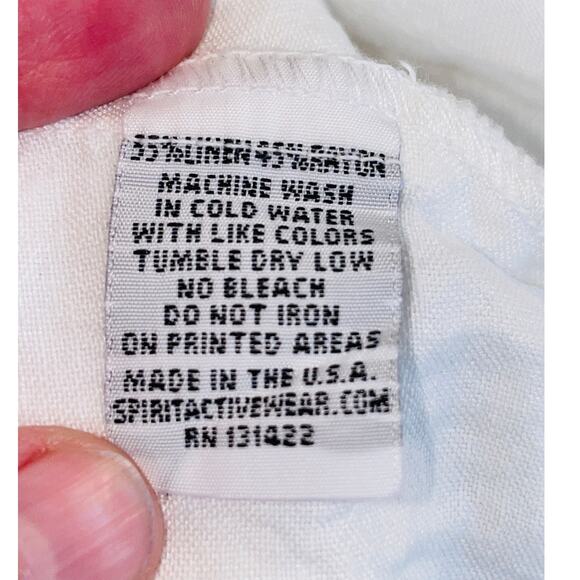 55%LINEN 45%RAYON
MACHINE WASH
IN COLD WATER
WITH LIKE COLORS
TUMBLE DRY LOW
NO BLEACH
DO NOT IRON
ON PRINTED AREAS
MADE IN THE U.S.A.
SPIRITACTIVEWEAR.COM
RN 131422